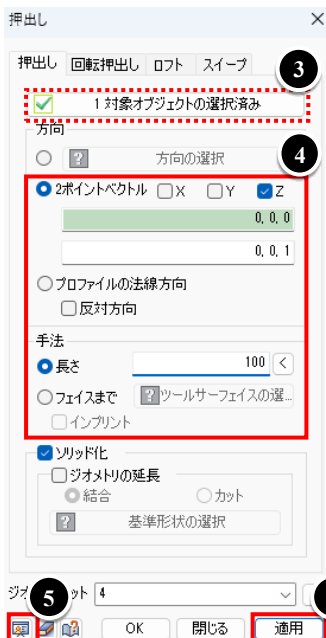 押出し
押出し 回転押出し ロフト スイープ
3
1 対象オブジェクトの選択済み
方向
? 方向の選択
4
2ポイントベクトル X Y Z
0, 0, 0
0, 0, 1
プロファイルの法線方向
反対方向
手法
長さ 100 <
フェイスまで ? ツールサーフェイスの選...
インプリント
ソリッド化
ジオメトリの延長
結合 カット
? 基準形状の選択
5
4
OK 閉じる 適用